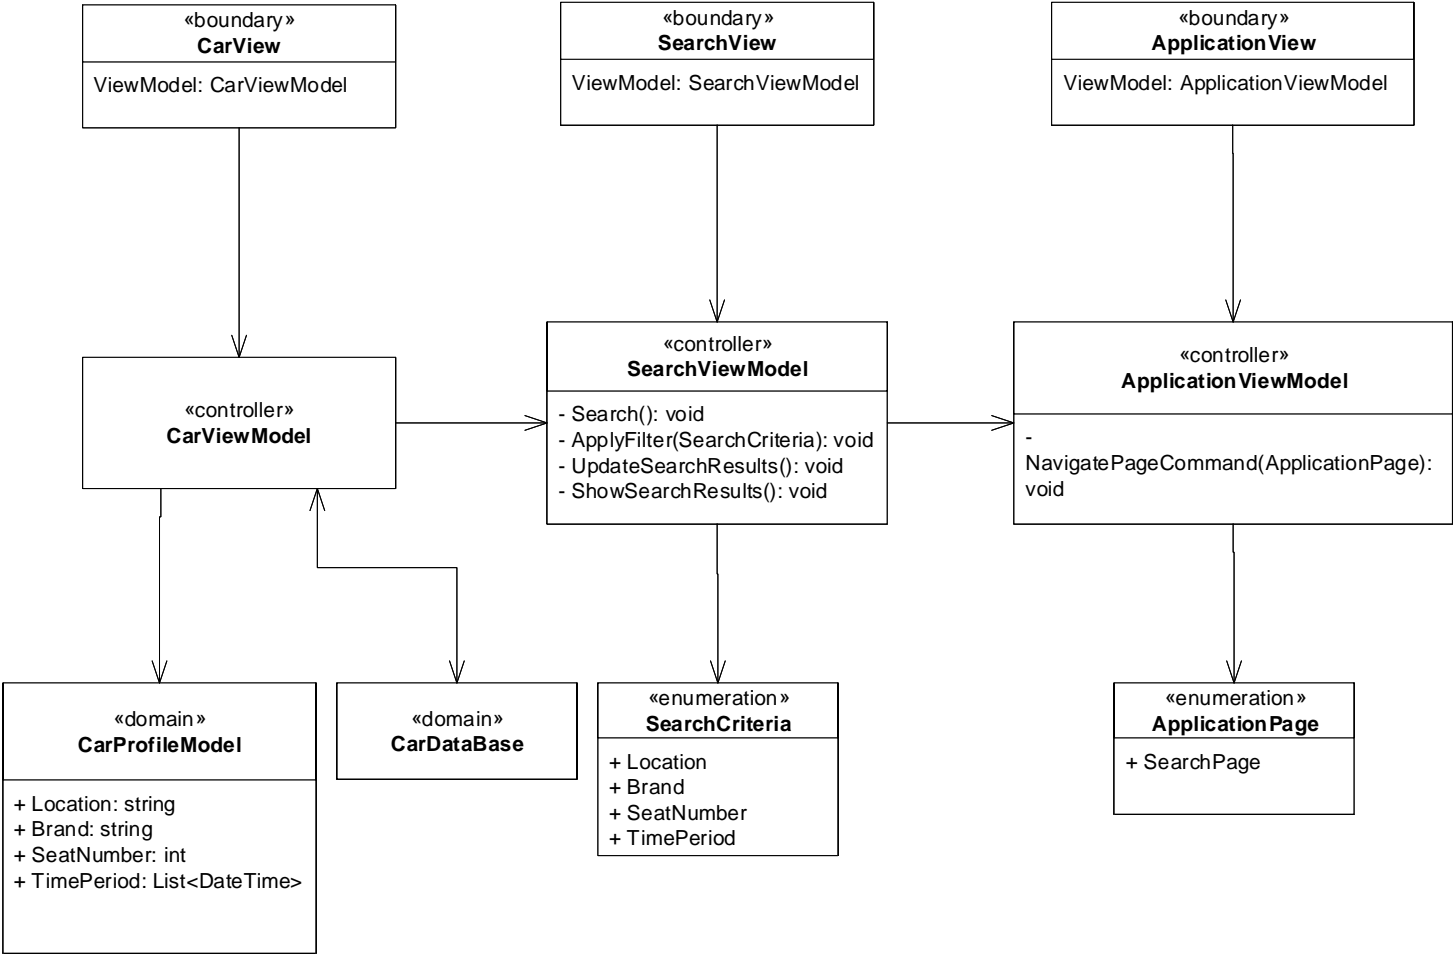 «boundary»
CarView
ViewModel: CarViewModel
«boundary»
SearchView
ViewModel: SearchViewModel
«boundary»
ApplicationView
ViewModel: ApplicationViewModel
«controller»
CarViewModel
«controller»
SearchViewModel
- Search(): void
- ApplyFilter(SearchCriteria): void
- UpdateSearchResults(): void
- ShowSearchResults(): void
«controller»
ApplicationViewModel
-
NavigatePageCommand(ApplicationPage):
void
«domain»
CarProfileModel
+ Location: string
+ Brand: string
+ SeatNumber: int
+ TimePeriod: List<DateTime>
«domain»
CarDataBase
«enumeration»
SearchCriteria
+ Location
+ Brand
+ SeatNumber
+ TimePeriod
«enumeration»
ApplicationPage
+ SearchPage